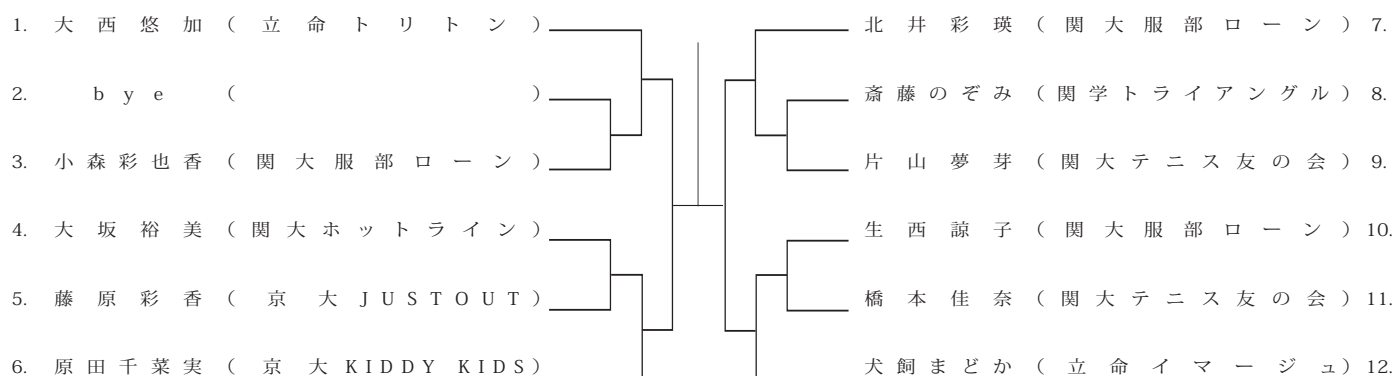 1. 大西悠加（立命トリトン）
2. bye（ ）
3. 小森彩也香（関大服部ローン）
4. 大坂裕美（関大ホットライン）
5. 藤原彩香（京大JUSTOUT）
6. 原田千菜実（京大KIDDY KIDS）
北井彩瑛（関大服部ローン）7.
斎藤のぞみ（関学トライアングル）8.
片山夢芽（関大テニス友の会）9.
生西諒子（関大服部ローン）10.
橋本佳奈（関大テニス友の会）11.
犬飼まどか（立命イマージュ）12.